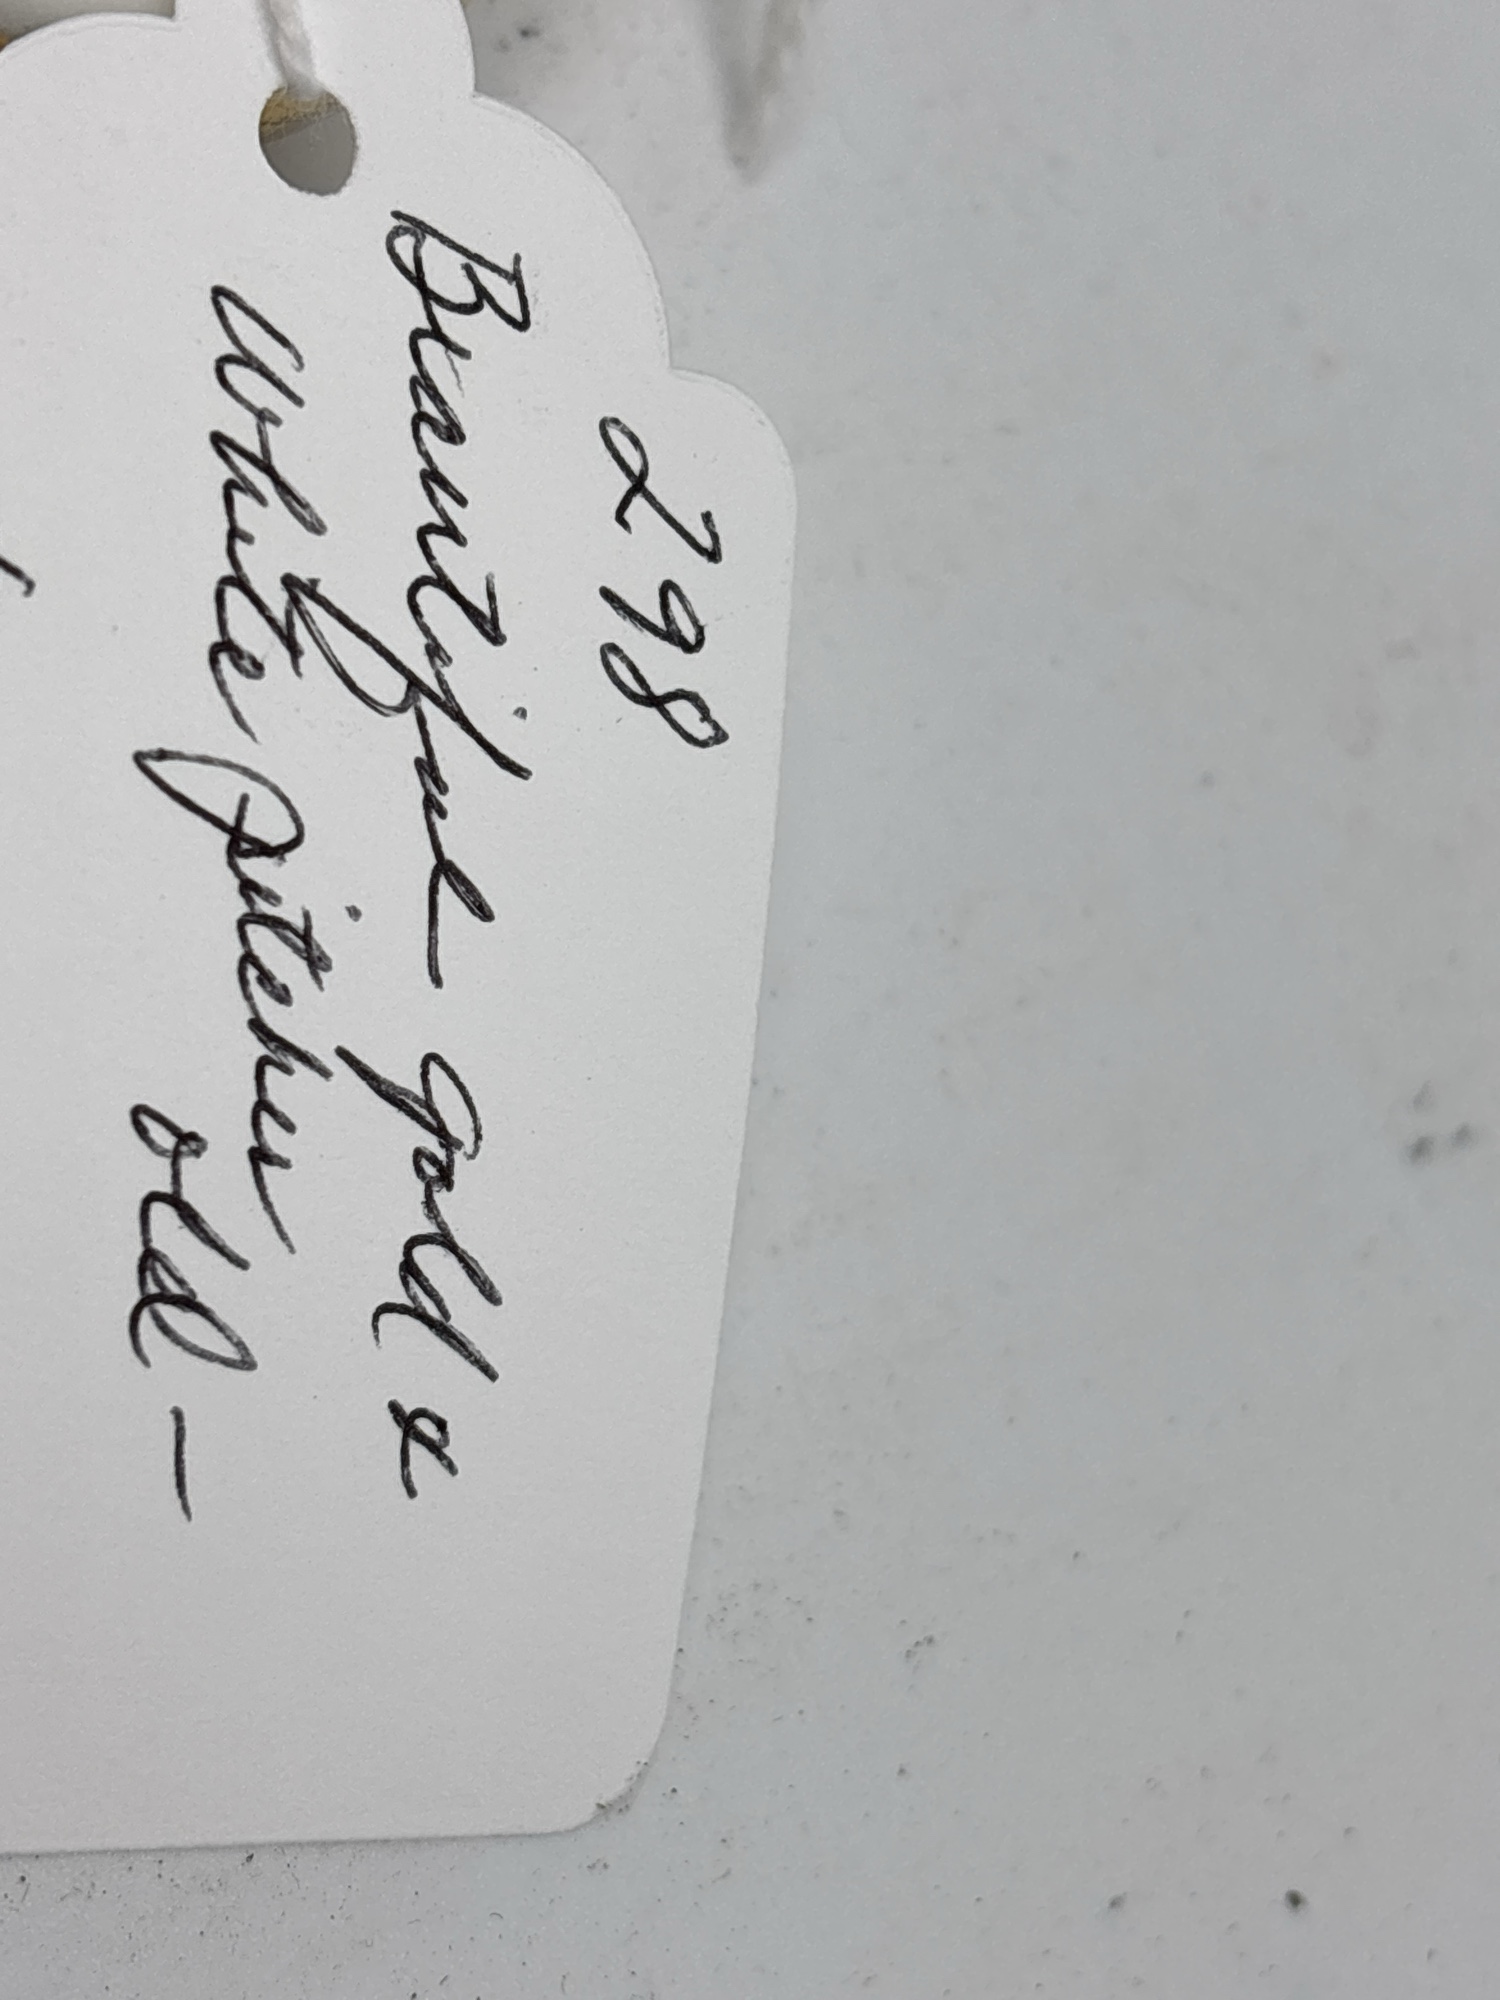 298
Beautiful gold &
White pitcher
old -